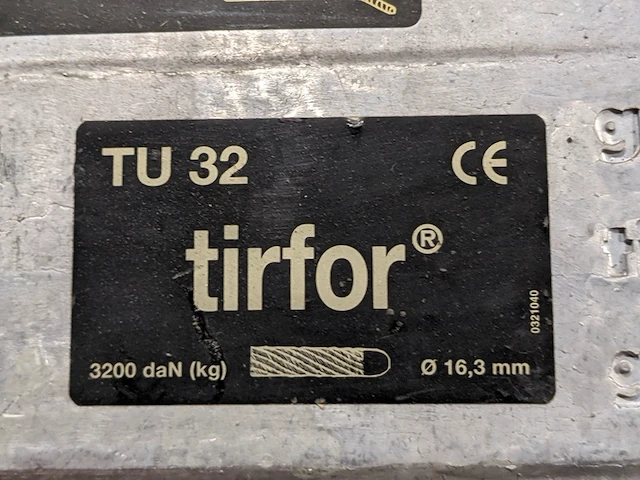 TU 32
CE
tirfor®
0321040
3200 daN (kg)
Ø 16,3 mm
g
t
g